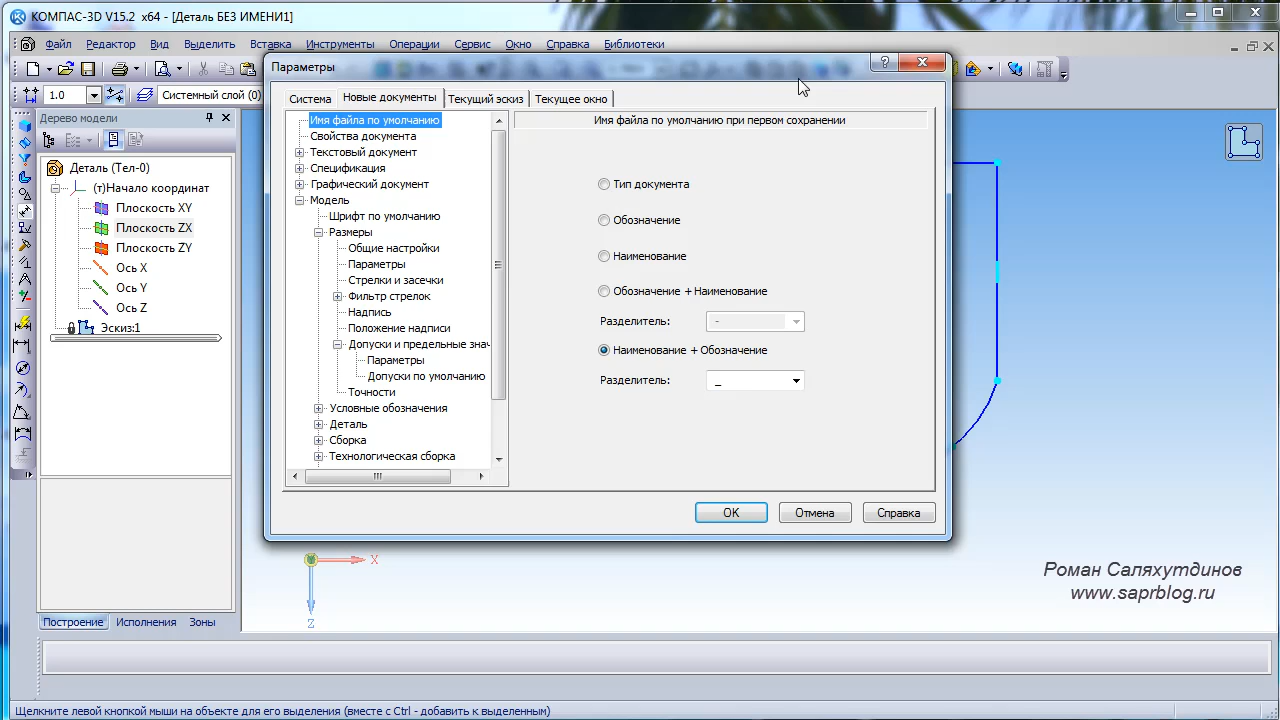 КОМПАС-3D V15.2 x64 - [Деталь БЕЗ ИМЕНИ1]
Файл Редактор Вид Выделить Вставка Инструменты Операции Сервис Окно Справка Библиотеки
1.0 Системный слой (0)
Дерево модели
Деталь (Тел-0)
(т)Начало координат
Плоскость XY
Плоскость ZX
Плоскость ZY
Ось X
Ось Y
Ось Z
Эскиз:1
Построение Исполнения Зоны
Параметры
Система Новые документы Текущий эскиз Текущее окно
Имя файла по умолчанию
Свойства документа
Текстовый документ
Спецификация
Графический документ
Модель
Шрифт по умолчанию
Размеры
Общие настройки
Параметры
Стрелки и засечки
Фильтр стрелок
Надпись
Положение надписи
Допуски и предельные знач
Параметры
Допуски по умолчанию
Точности
Условные обозначения
Деталь
Сборка
Технологическая сборка
Имя файла по умолчанию при первом сохранении
Тип документа
Обозначение
Наименование
Обозначение + Наименование
Разделитель: -
Наименование + Обозначение
Разделитель: _
OK Отмена Справка
X
Z
Роман Саляхутдинов
www.saprblog.ru
Щелкните левой кнопкой мыши на объекте для его выделения (вместе с Ctrl - добавить к выделенным)